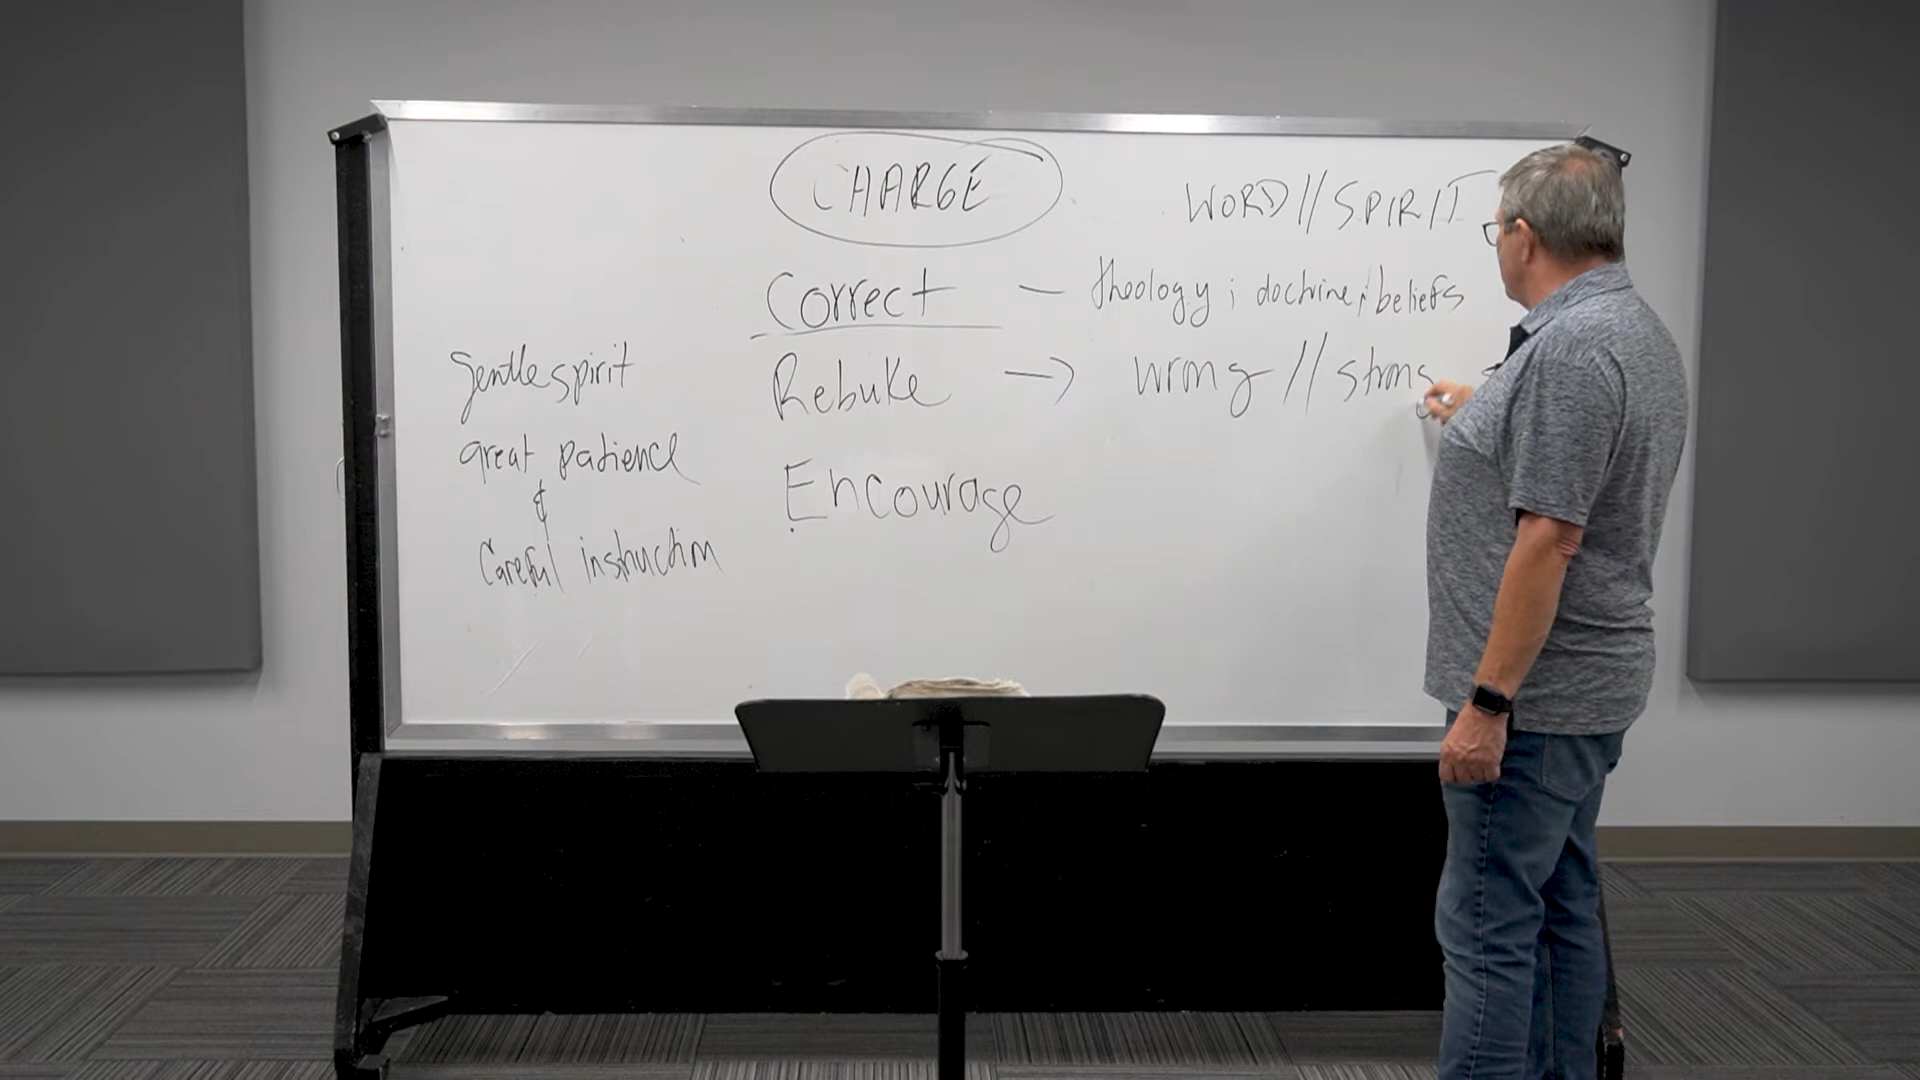 CHARGE
WORD // SPIRIT
Correct — theology ; doctrine ; beliefs
Rebuke → wrong // strong
Encourage
Gentle spirit
great patience
&
Careful instruction